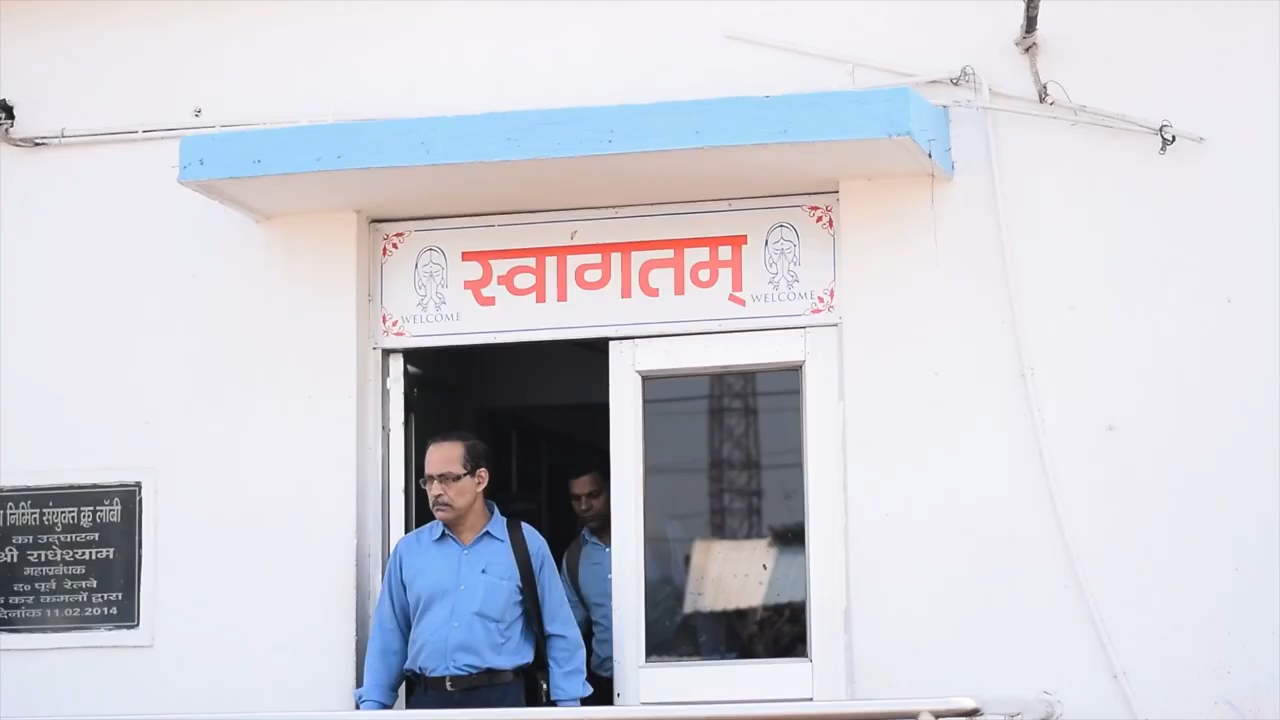 स्वागतम्
WELCOME
WELCOME
निर्मित संयुक्त क्रू लॉबी
का उद्घाटन
श्री राधेश्याम
महाप्रबंधक
द० पूर्व रेलवे
कर कमलों द्वारा
दिनांक 11.02.2014